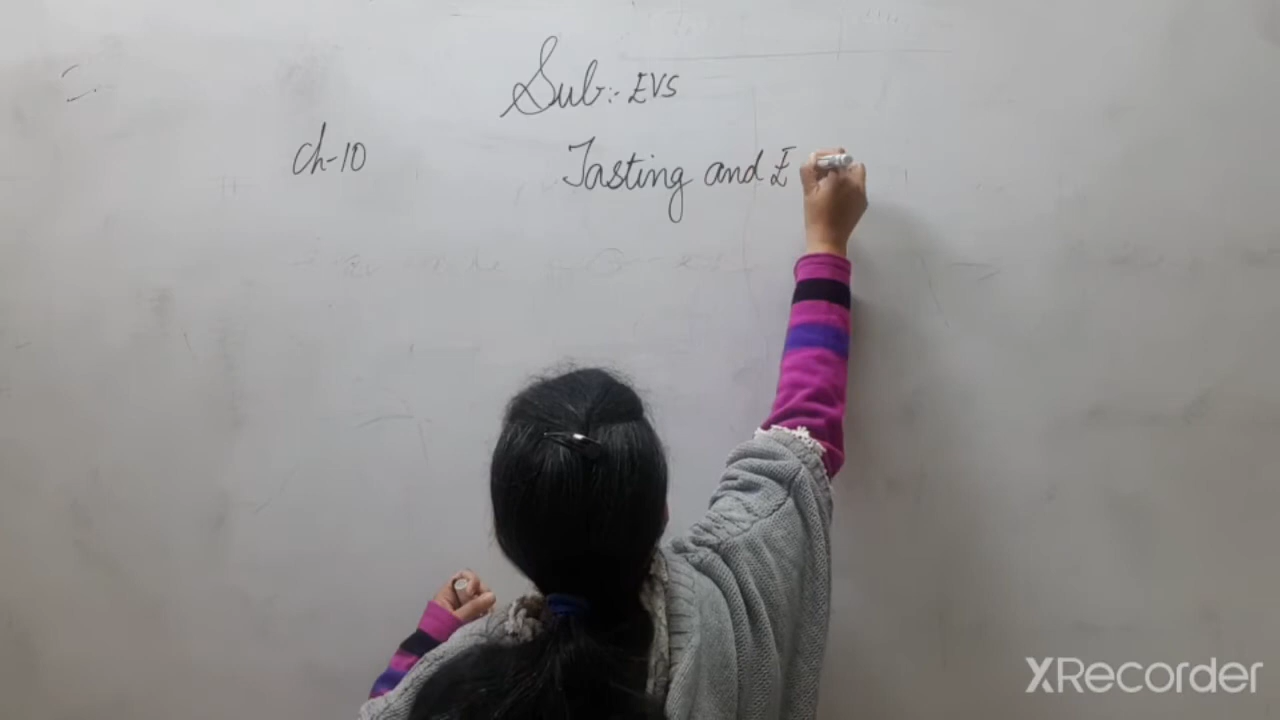 Sub:- EVS
Ch-10 Tasting and E
XRecorder